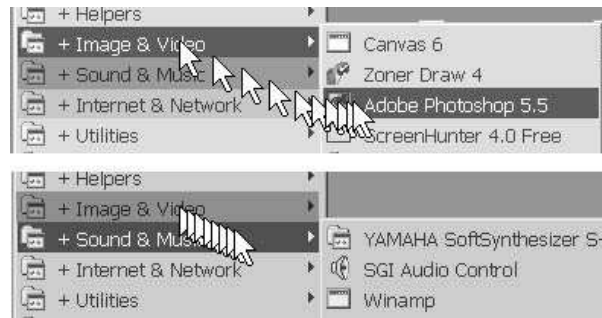 + Helpers
+ Image & Video
+ Sound & Music
+ Internet & Network
+ Utilities
Canvas 6
Zoner Draw 4
Adobe Photoshop 5.5
ScreenHunter 4.0 Free
+ Helpers
+ Image & Video
+ Sound & Music
+ Internet & Network
+ Utilities
YAMAHA SoftSynthesizer S-
SGI Audio Control
Winamp